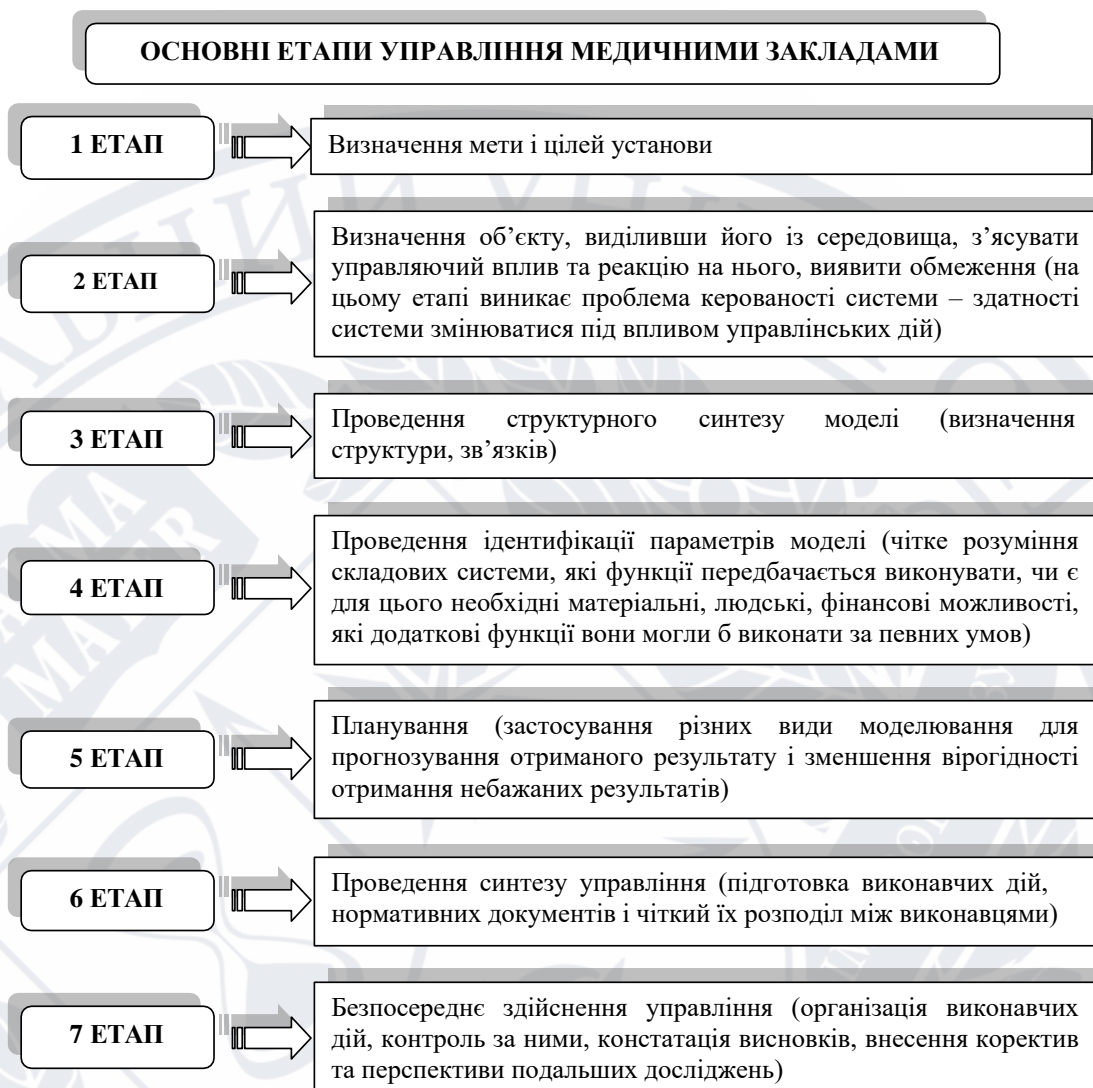 ОСНОВНІ ЕТАПИ УПРАВЛІННЯ МЕДИЧНИМИ ЗАКЛАДАМИ
1 ЕТАП
Визначення мети і цілей установи
2 ЕТАП
Визначення об’єкту, виділивши його із середовища, з’ясувати
управляючий вплив та реакцію на нього, виявити обмеження (на
цьому етапі виникає проблема керованості системи – здатності
системи змінюватися під впливом управлінських дій)
3 ЕТАП
Проведення структурного синтезу моделі (визначення
структури, зв’язків)
4 ЕТАП
Проведення ідентифікації параметрів моделі (чітке розуміння
складових системи, які функції передбачається виконувати, чи є
для цього необхідні матеріальні, людські, фінансові можливості,
які додаткові функції вони могли б виконати за певних умов)
5 ЕТАП
Планування (застосування різних види моделювання для
прогнозування отриманого результату і зменшення вірогідності
отримання небажаних результатів)
6 ЕТАП
Проведення синтезу управління (підготовка виконавчих дій,
нормативних документів і чіткий їх розподіл між виконавцями)
7 ЕТАП
Безпосереднє здійснення управління (організація виконавчих
дій, контроль за ними, констатація висновків, внесення коректив
та перспективи подальших досліджень)
ALMA
MATER